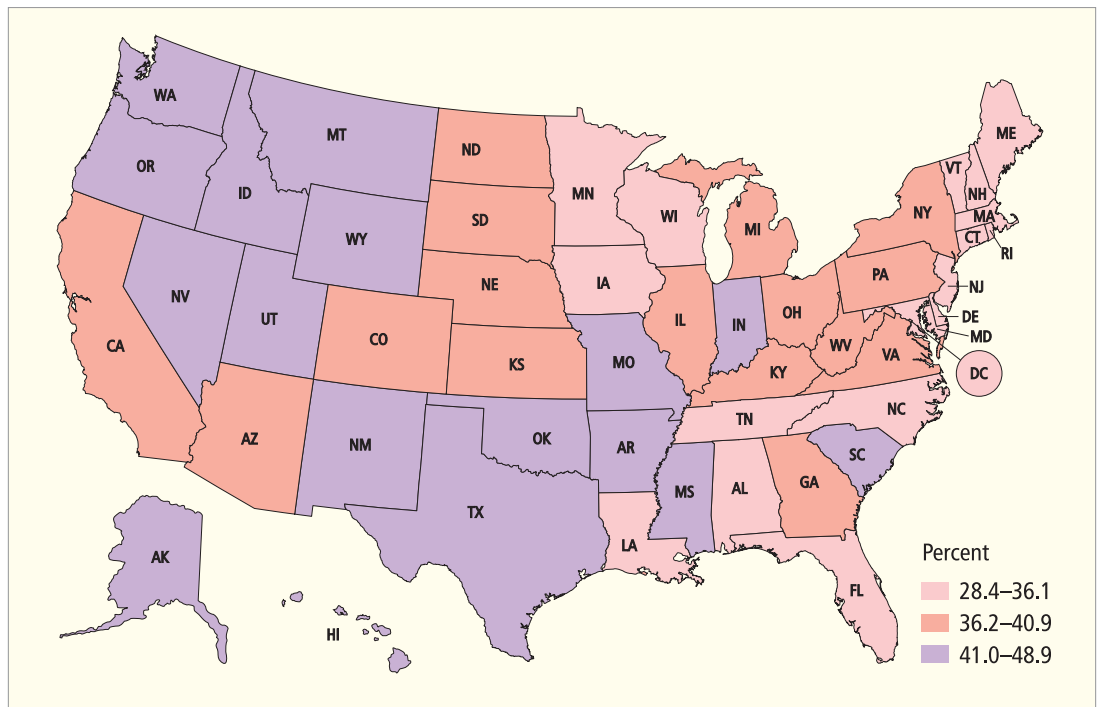 WA
MT
ND
MN
ME
VT
NH
OR
ID
WY
SD
WI
MI
NY
MA
CT
RI
NE
IA
PA
NJ
NV
UT
CO
KS
IL
IN
OH
DE
MD
CA
MO
KY
WV
VA
DC
AZ
NM
OK
AR
TN
NC
SC
TX
MS
AL
GA
LA
FL
AK
HI
Percent
28.4–36.1
36.2–40.9
41.0–48.9